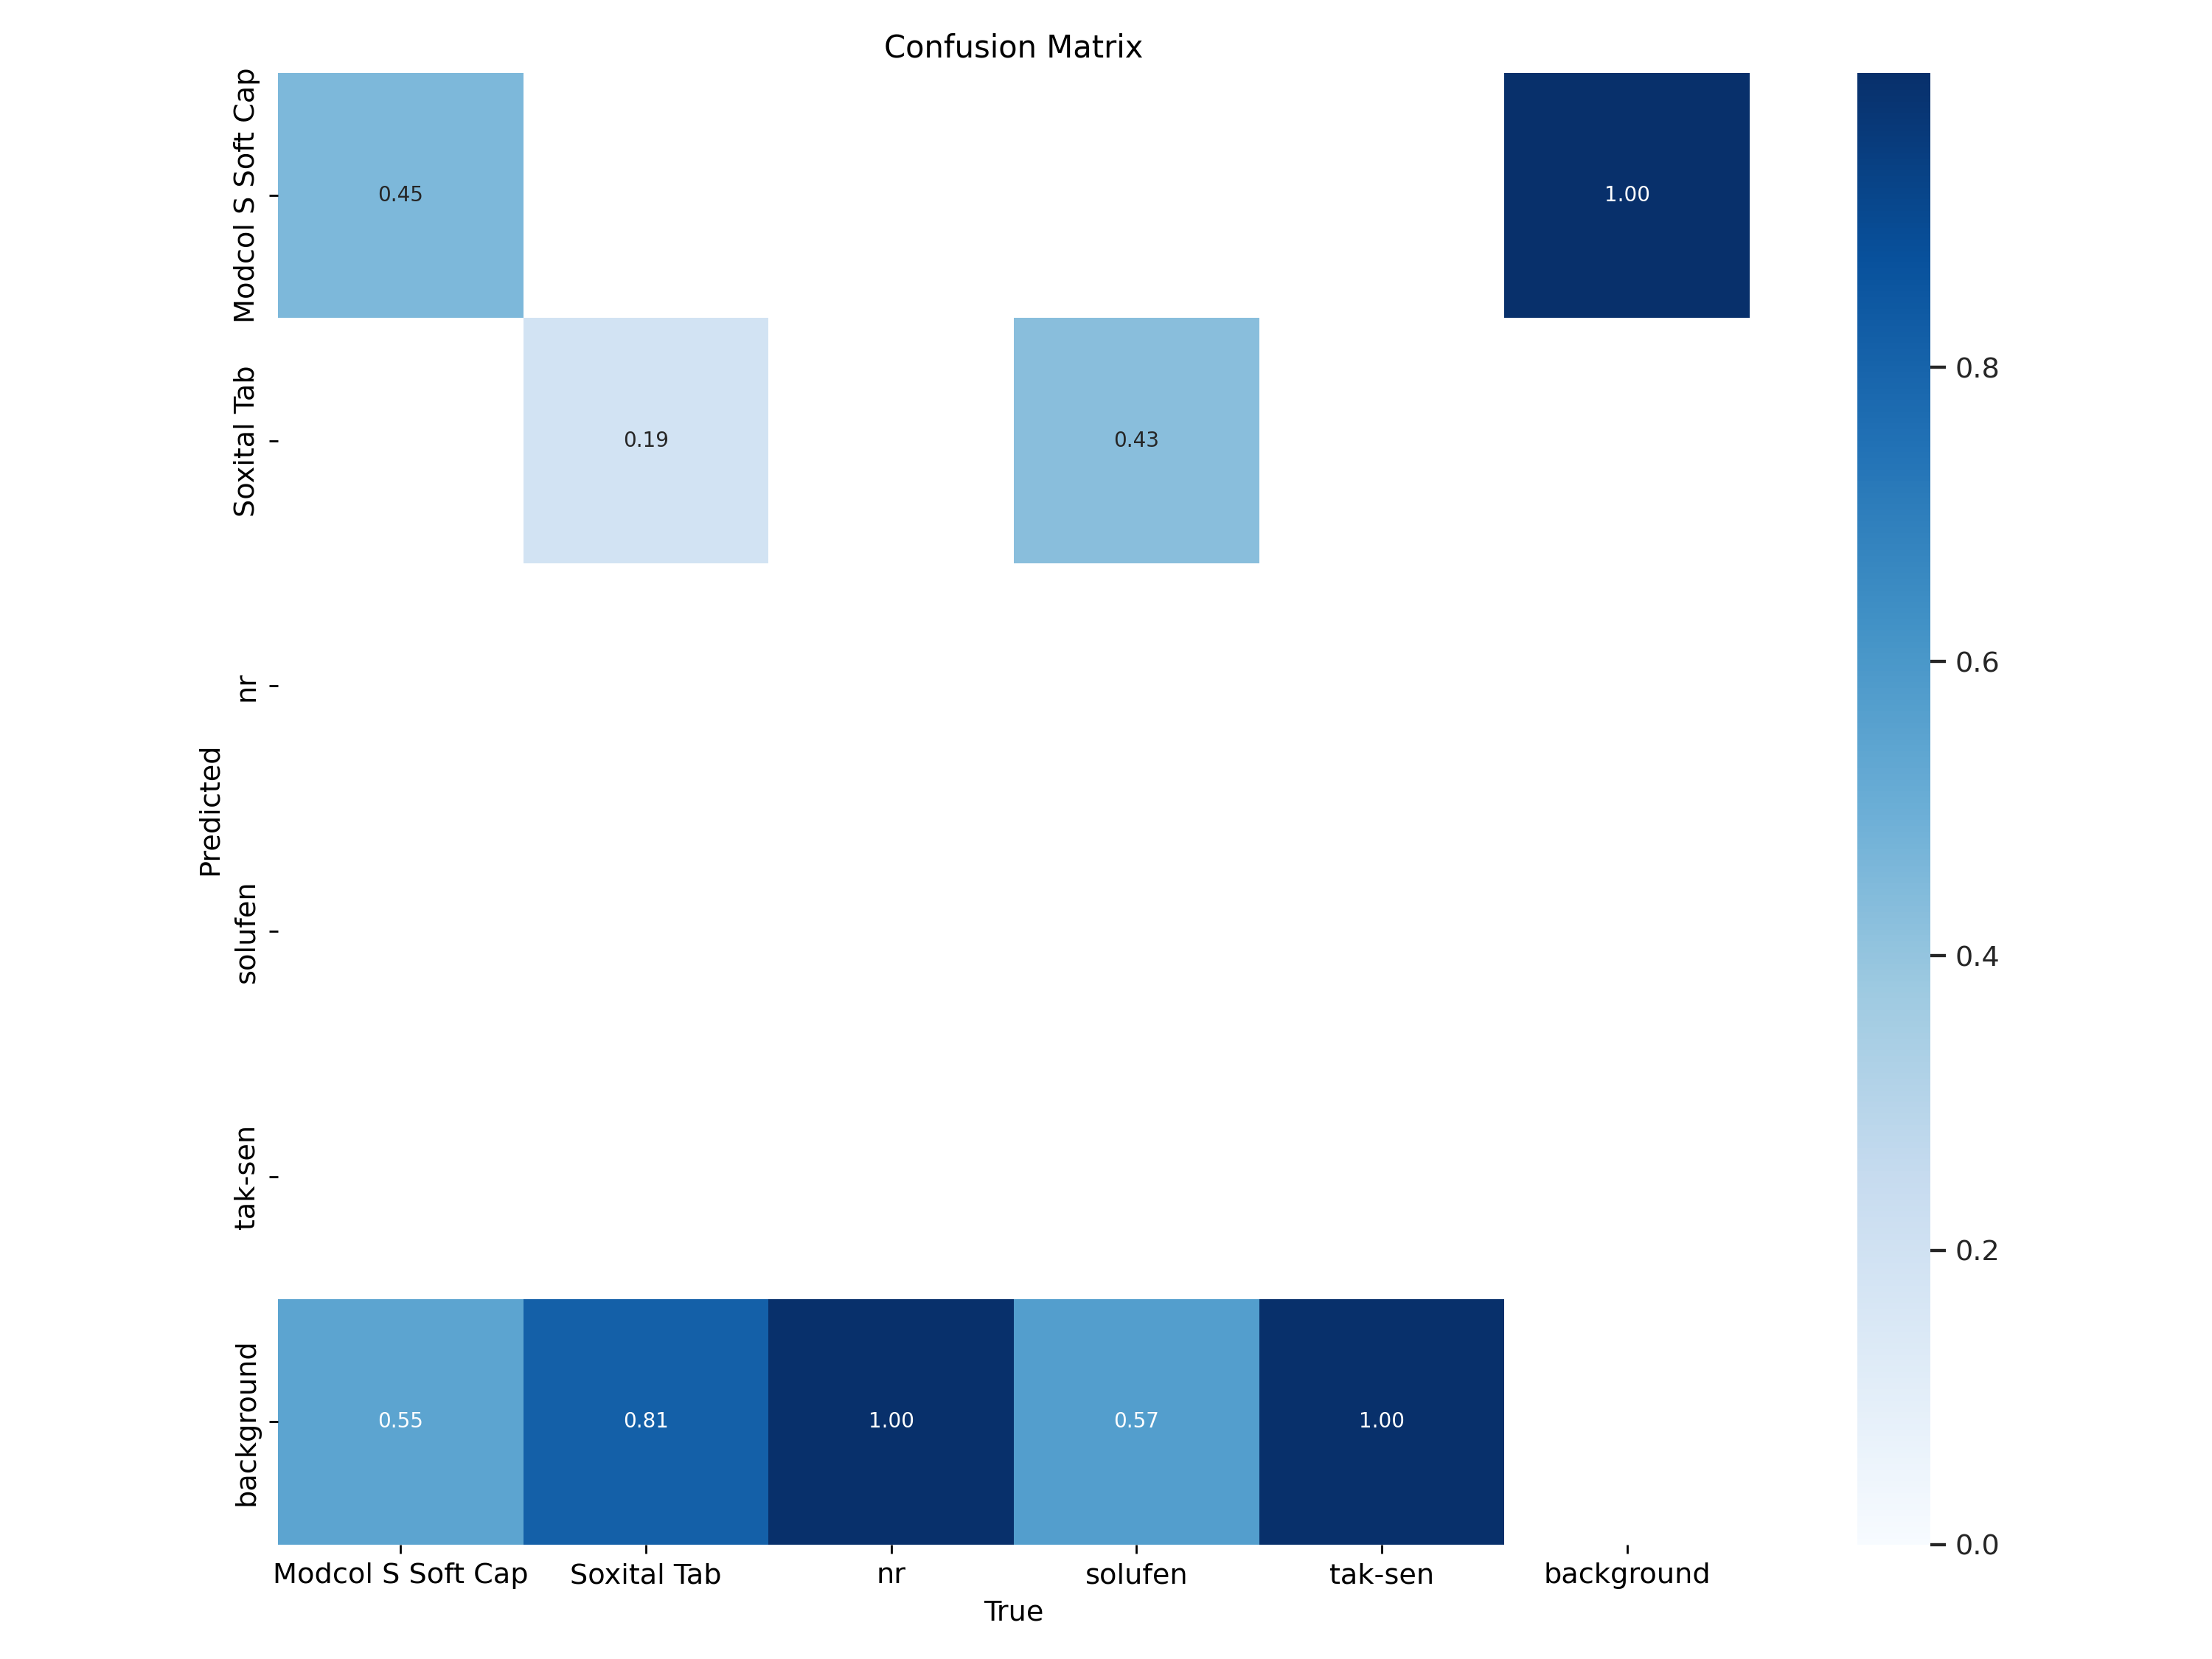 Confusion Matrix
Modcol S Soft Cap
0.45
1.00
Soxital Tab
0.19
0.43
nr
solufen
tak-sen
background
0.55
0.81
1.00
0.57
1.00
Predicted
Modcol S Soft Cap
Soxital Tab
nr
solufen
tak-sen
background
True
0.8
0.6
0.4
0.2
0.0